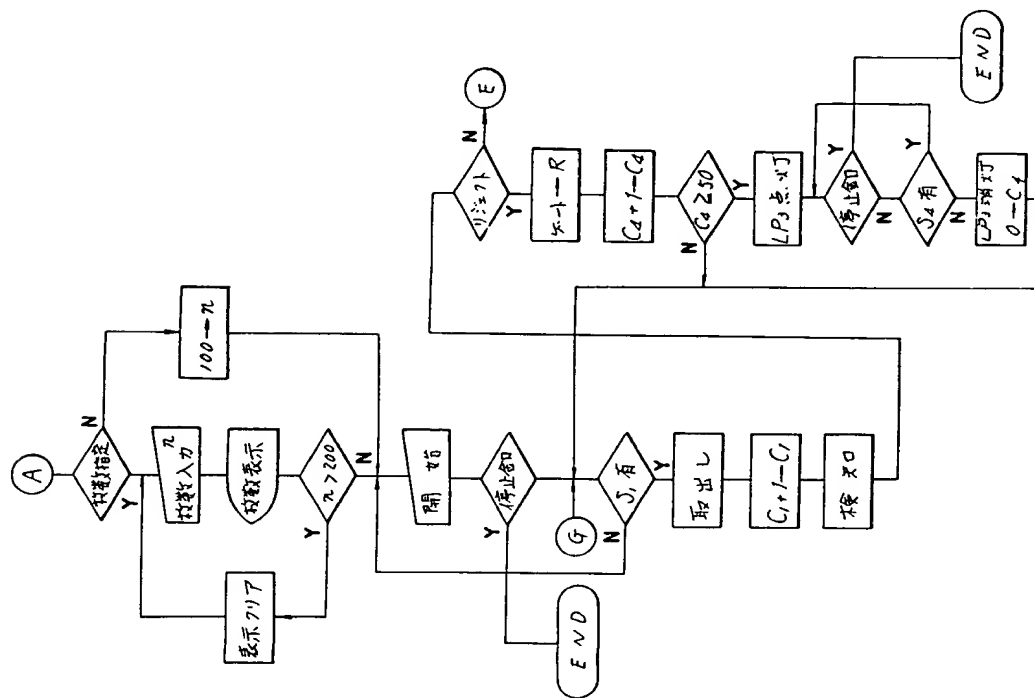 A
枚数指定
N
Y
100→n
n
枚数入力
枚数表示
n>200
Y
N
表示クリア
開始
停止釦
Y
END
G
S₁有
N
Y
取出し
C₁+1→C₁
検知
リジェクト
N
E
Y
ゲート→R
C₄+1→C₄
C₄≧50
N
Y
LP₃点灯
停止釦
Y
END
N
S₄有
Y
N
LP₃消灯
0→C₄